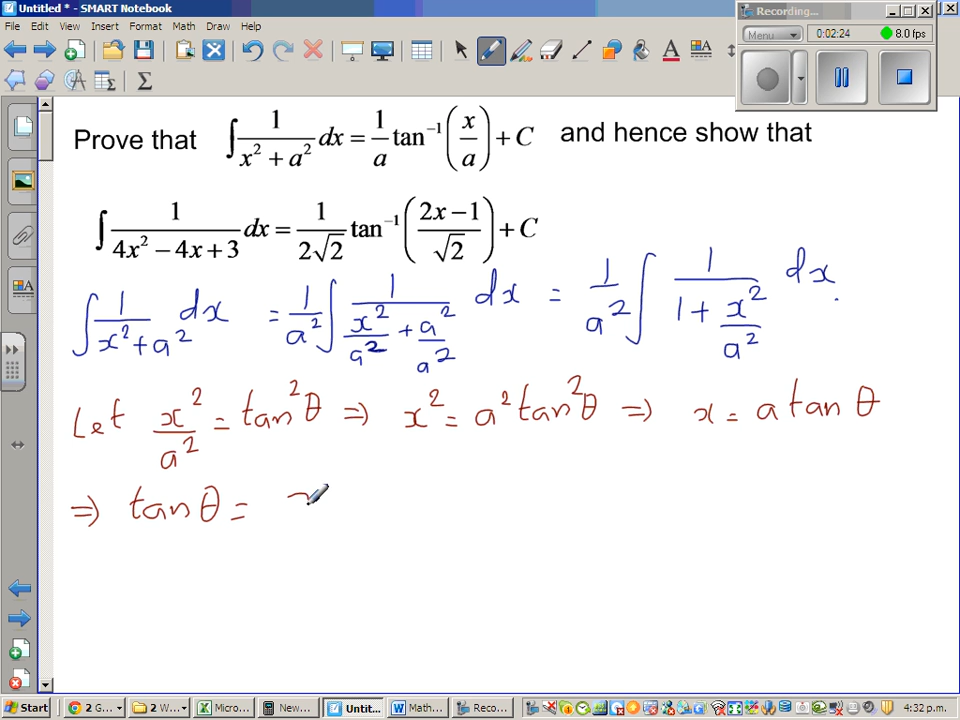 Untitled * - SMART Notebook
File Edit View Insert Format Math Draw Help
Recording...
Menu 0:02:24 8.0 fps
Prove that ∫ 1/(x² + a²) dx = 1/a tan⁻¹(x/a) + C and hence show that
∫ 1/(4x² − 4x + 3) dx = 1/(2√2) tan⁻¹((2x − 1)/√2) + C
∫ 1/(x² + a²) dx = 1/a² ∫ 1/(x²/a² + a²/a²) dx = 1/a² ∫ 1/(1 + x²/a²) dx.
Let x²/a² = tan²θ ⇒ x² = a² tan²θ ⇒ x = a tan θ
⇒ tan θ =
Start 2 G... 2 W... Micro... New... Untit... Math... Reco... 4:32 p.m.